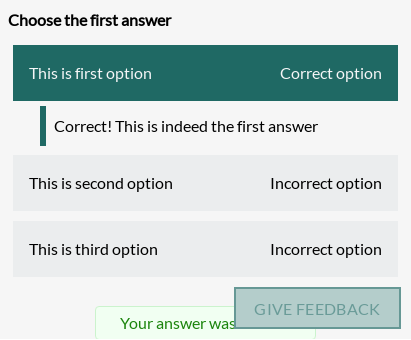 Choose the first answer
This is first option Correct option
Correct! This is indeed the first answer
This is second option Incorrect option
This is third option Incorrect option
Your answer was
GIVE FEEDBACK